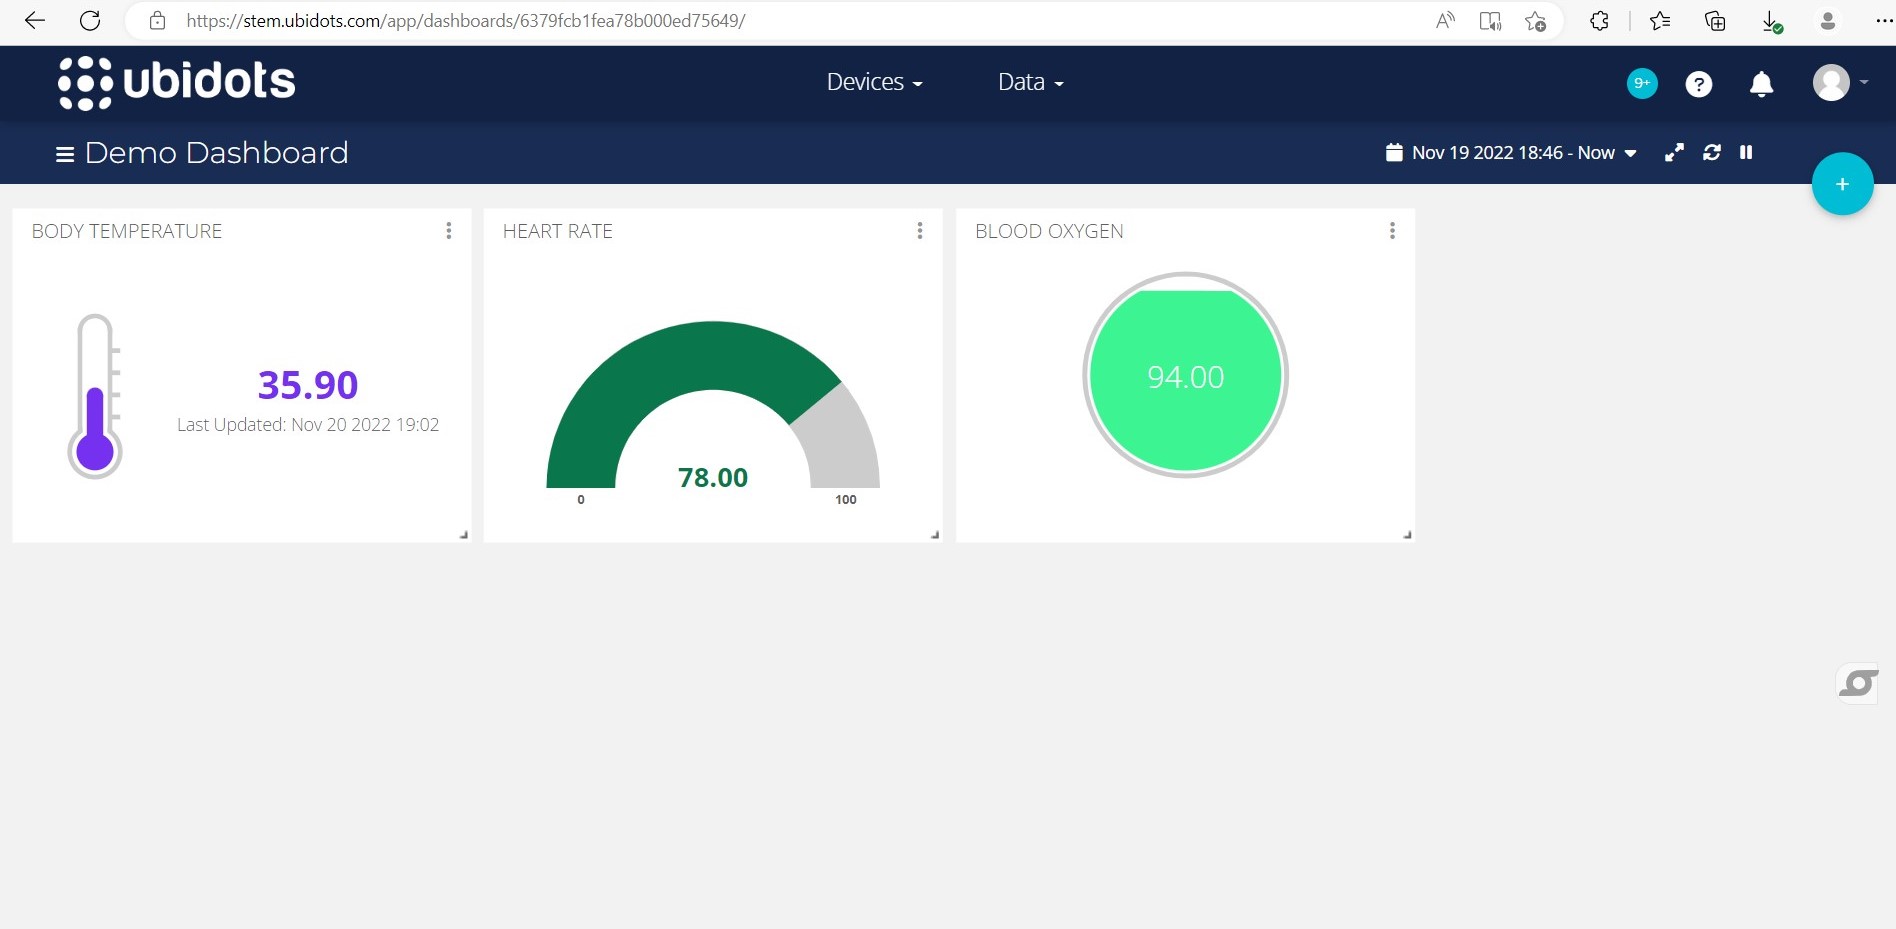 https://stem.ubidots.com/app/dashboards/6379fcb1fea78b000ed75649/
ubidots
Devices
Data
9+
?
Demo Dashboard
Nov 19 2022 18:46 - Now
+
BODY TEMPERATURE
HEART RATE
BLOOD OXYGEN
35.90
Last Updated: Nov 20 2022 19:02
78.00
0
100
94.00